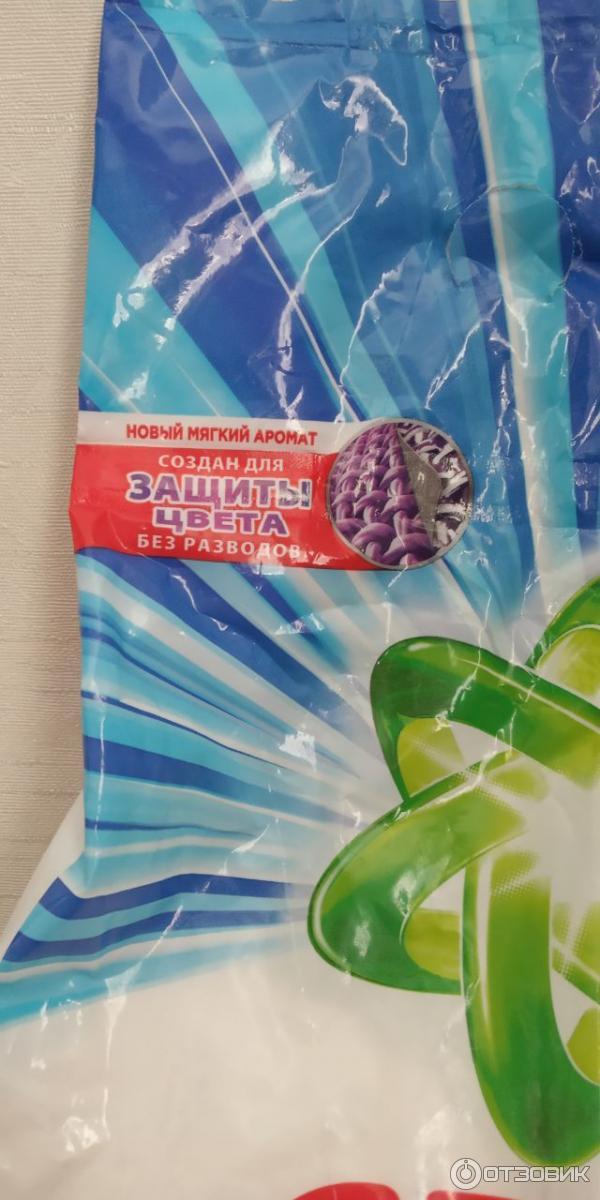 НОВЫЙ МЯГКИЙ АРОМАТ
СОЗДАН ДЛЯ
ЗАЩИТЫ
ЦВЕТА
БЕЗ РАЗВОДОВ
ОТЗОВИК